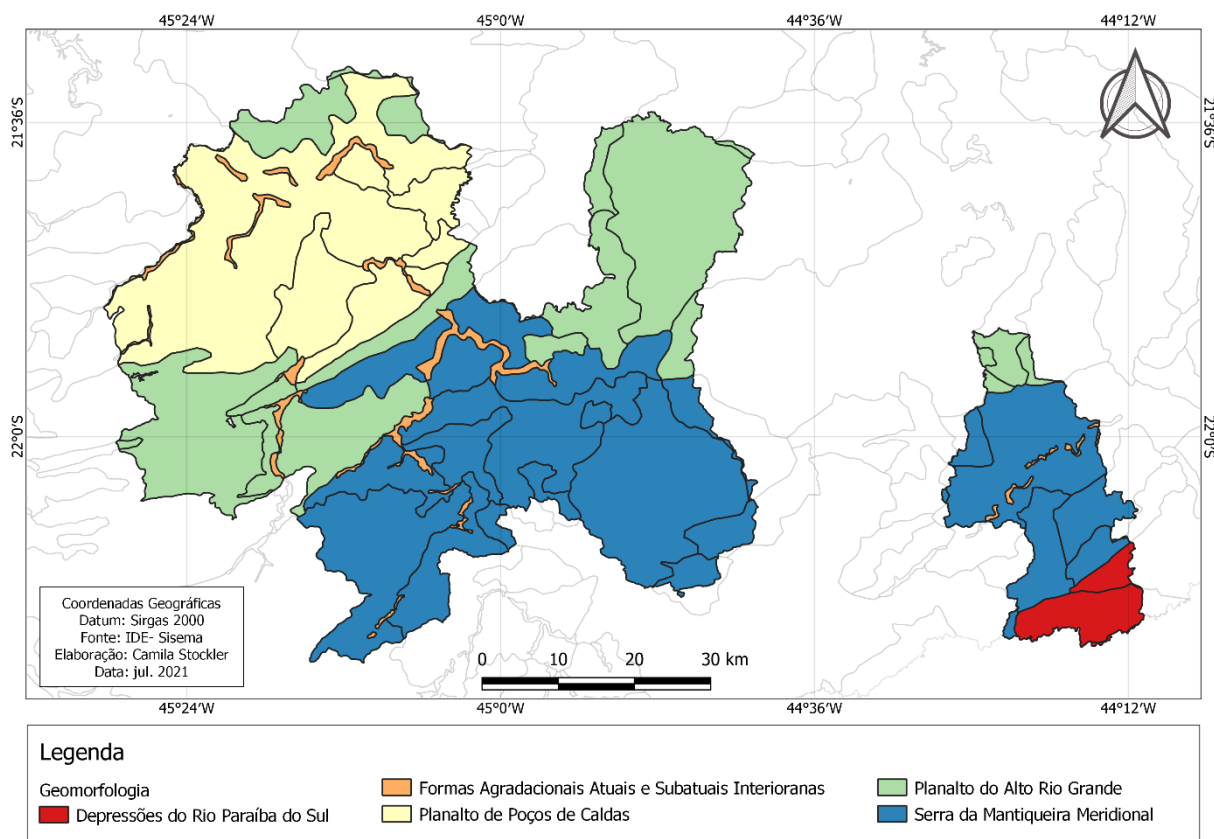 45°24'W 45°0'W 44°36'W 44°12'W
21°36'S 21°36'S
22°0'S 22°0'S
Coordenadas Geográficas
Datum: Sirgas 2000
Fonte: IDE- Sisema
Elaboração: Camila Stockler
Data: jul. 2021
0 10 20 30 km
45°24'W 45°0'W 44°36'W 44°12'W
Legenda
Geomorfologia
Depressões do Rio Paraíba do Sul
Formas Agradacionais Atuais e Subatuais Interioranas
Planalto de Poços de Caldas
Planalto do Alto Rio Grande
Serra da Mantiqueira Meridional